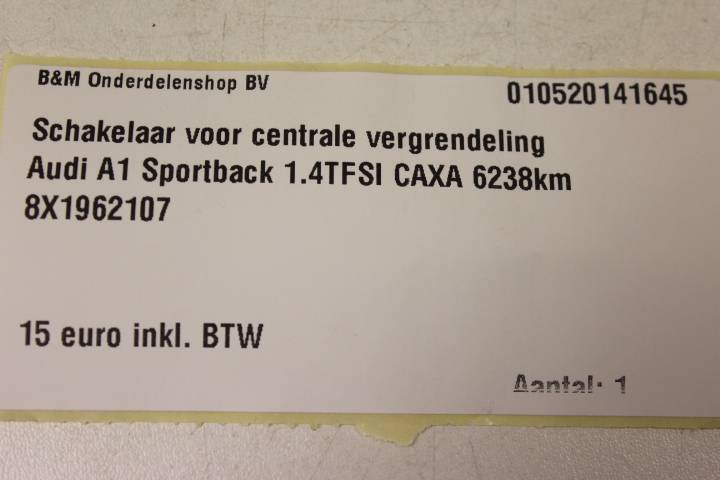 B&M Onderdelenshop BV
010520141645
Schakelaar voor centrale vergrendeling
Audi A1 Sportback 1.4TFSI CAXA 6238km
8X1962107
15 euro inkl. BTW
Aantal: 1